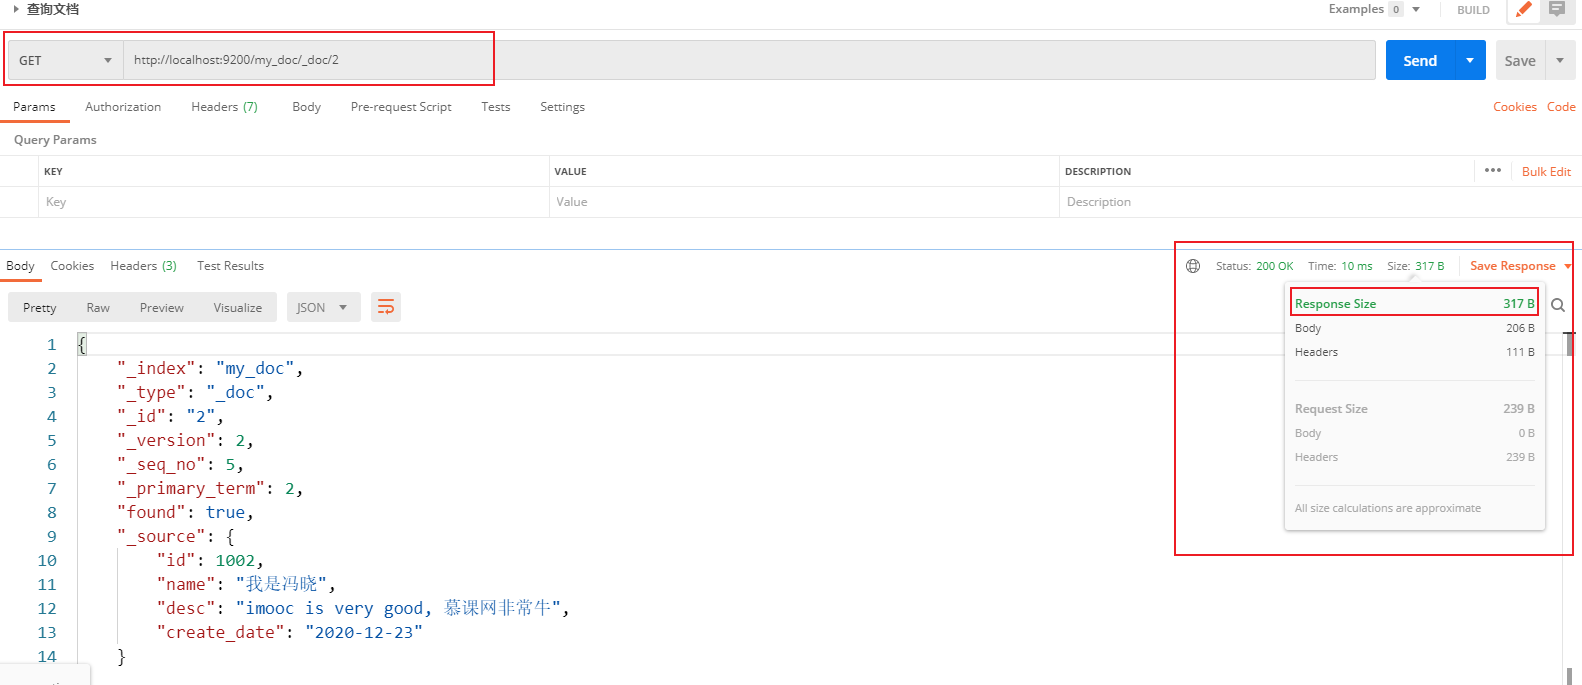 查询文档
Examples 0 BUILD
GET http://localhost:9200/my_doc/_doc/2 Send Save
Params Authorization Headers (7) Body Pre-request Script Tests Settings Cookies Code
Query Params
KEY VALUE DESCRIPTION ••• Bulk Edit
Key Value Description
Body Cookies Headers (3) Test Results Status: 200 OK Time: 10 ms Size: 317 B Save Response
Pretty Raw Preview Visualize JSON
Response Size 317 B
Body 206 B
Headers 111 B
Request Size 239 B
Body 0 B
Headers 239 B
All size calculations are approximate
1 {
2 "_index": "my_doc",
3 "_type": "_doc",
4 "_id": "2",
5 "_version": 2,
6 "_seq_no": 5,
7 "_primary_term": 2,
8 "found": true,
9 "_source": {
10 "id": 1002,
11 "name": "我是冯晓",
12 "desc": "imooc is very good, 慕课网非常牛",
13 "create_date": "2020-12-23"
14 }